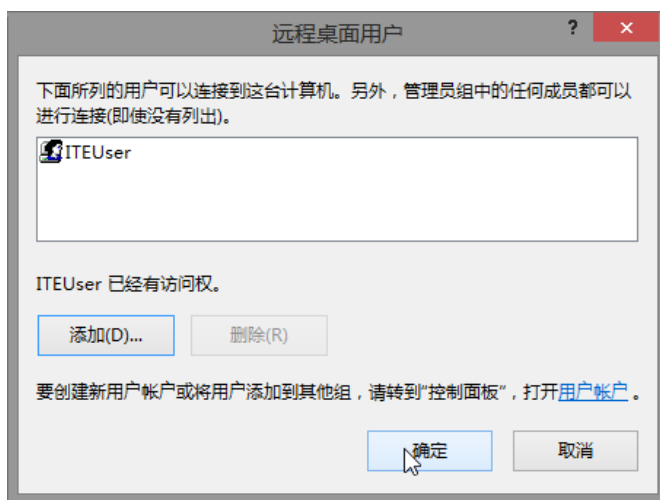 远程桌面用户
?
×
下面所列的用户可以连接到这台计算机。另外，管理员组中的任何成员都可以
进行连接(即使没有列出)。
ITEUser
ITEUser 已经有访问权。
添加(D)... 删除(R)
要创建新用户帐户或将用户添加到其他组，请转到"控制面板"，打开用户帐户 。
确定 取消